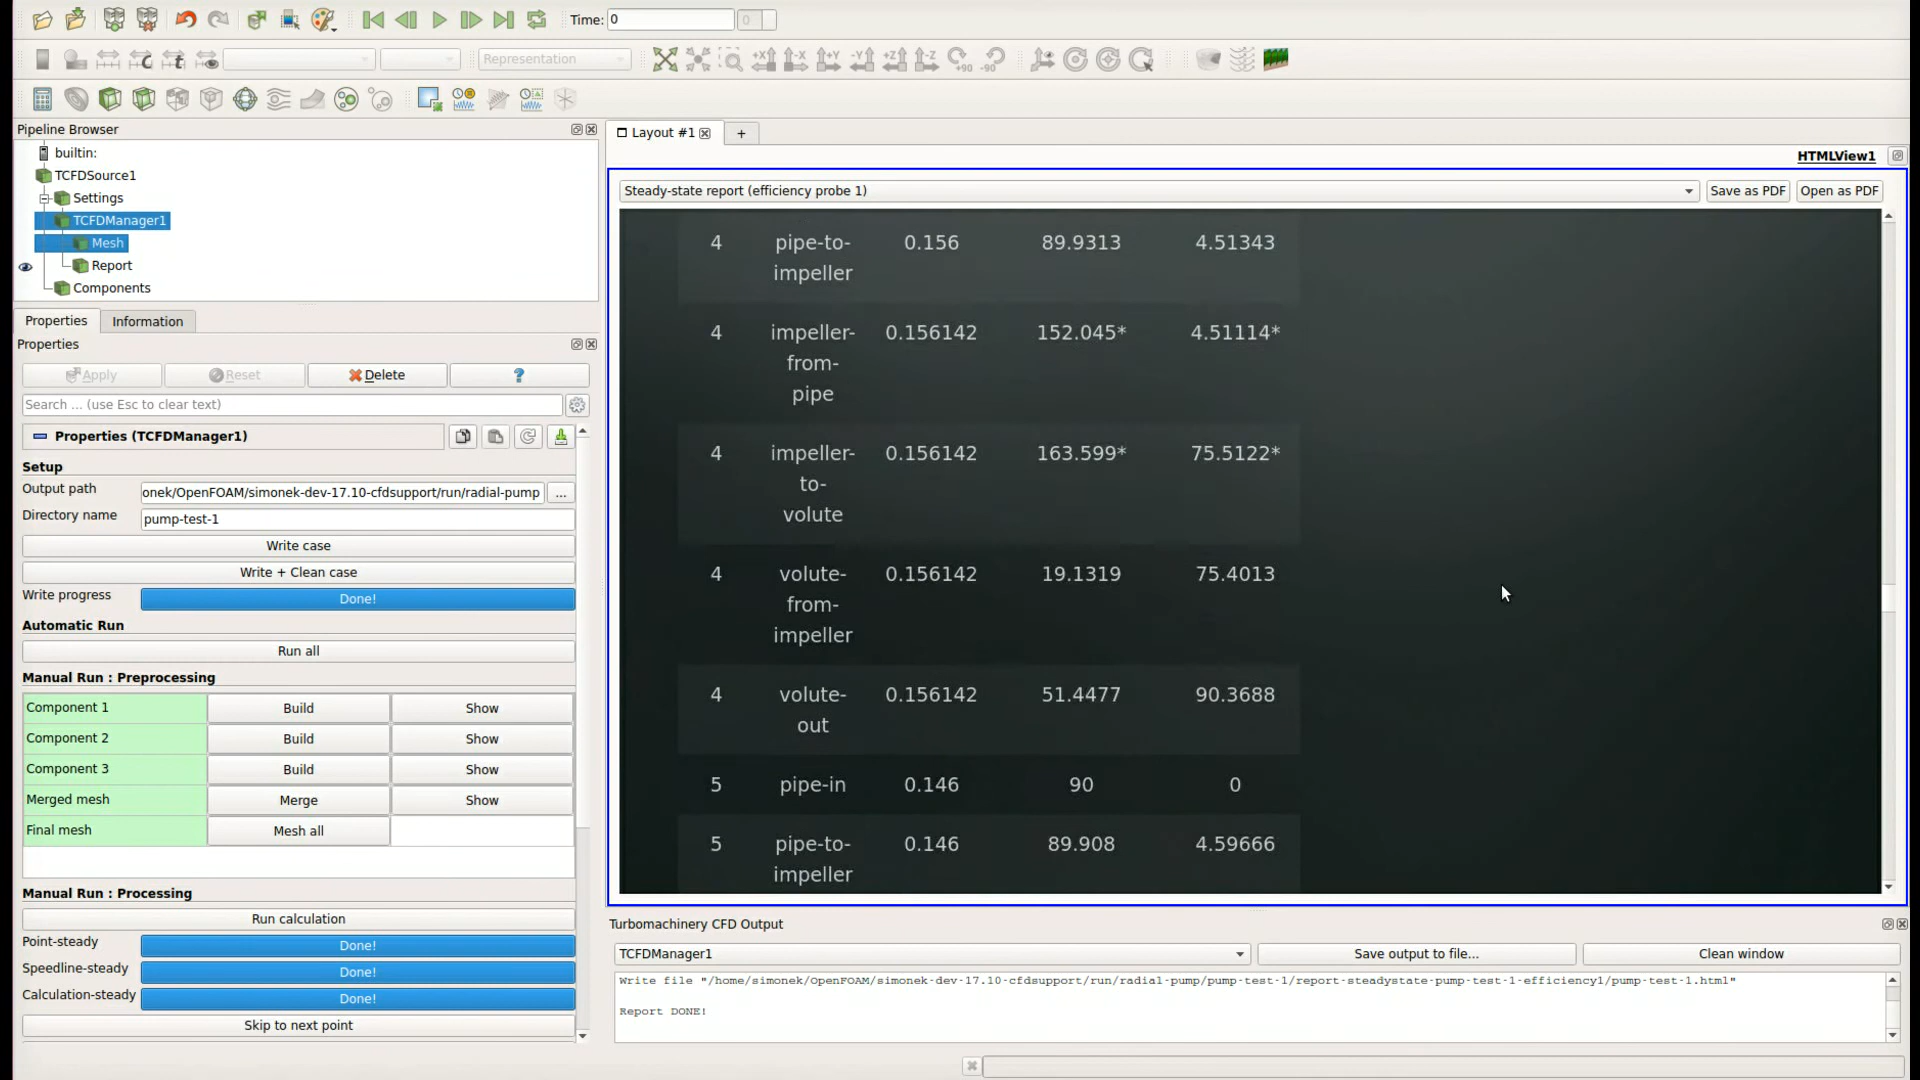 Time: 0
0
Representation
+X
-X
+Y
-Y
+Z
-Z
+90
-90
Pipeline Browser
builtin:
TCFDSource1
Settings
TCFDManager1
Mesh
Report
Components
Properties
Information
Properties
Apply
Reset
Delete
?
Search ... (use Esc to clear text)
Properties (TCFDManager1)
Setup
Output path
onek/OpenFOAM/simonek-dev-17.10-cfdsupport/run/radial-pump
...
Directory name
pump-test-1
Write case
Write + Clean case
Write progress
Done!
Automatic Run
Run all
Manual Run : Preprocessing
Component 1 Build Show
Component 2 Build Show
Component 3 Build Show
Merged mesh Merge Show
Final mesh Mesh all
Manual Run : Processing
Run calculation
Point-steady Done!
Speedline-steady Done!
Calculation-steady Done!
Skip to next point
Layout #1
+
HTMLView1
Steady-state report (efficiency probe 1)
Save as PDF
Open as PDF
4 pipe-to- 0.156 89.9313 4.51343
impeller
4 impeller- 0.156142 152.045* 4.51114*
from-
pipe
4 impeller- 0.156142 163.599* 75.5122*
to-
volute
4 volute- 0.156142 19.1319 75.4013
from-
impeller
4 volute- 0.156142 51.4477 90.3688
out
5 pipe-in 0.146 90 0
5 pipe-to- 0.146 89.908 4.59666
impeller
Turbomachinery CFD Output
TCFDManager1
Save output to file...
Clean window
Write file "/home/simonek/OpenFOAM/simonek-dev-17.10-cfdsupport/run/radial-pump/pump-test-1/report-steadystate-pump-test-1-efficiency1/pump-test-1.html"
Report DONE!